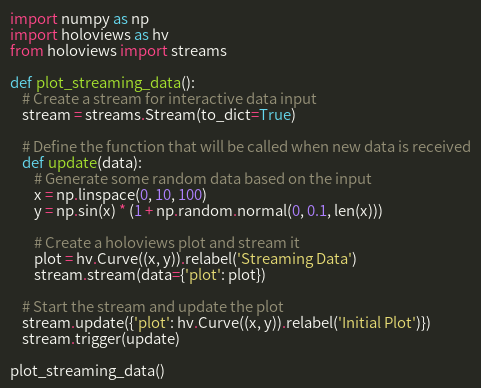 import numpy as np
import holoviews as hv
from holoviews import streams

def plot_streaming_data():
    # Create a stream for interactive data input
    stream = streams.Stream(to_dict=True)

    # Define the function that will be called when new data is received
    def update(data):
        # Generate some random data based on the input
        x = np.linspace(0, 10, 100)
        y = np.sin(x) * (1 + np.random.normal(0, 0.1, len(x)))

        # Create a holoviews plot and stream it
        plot = hv.Curve((x, y)).relabel('Streaming Data')
        stream.stream(data={'plot': plot})

    # Start the stream and update the plot
    stream.update({'plot': hv.Curve((x, y)).relabel('Initial Plot')})
    stream.trigger(update)

plot_streaming_data()